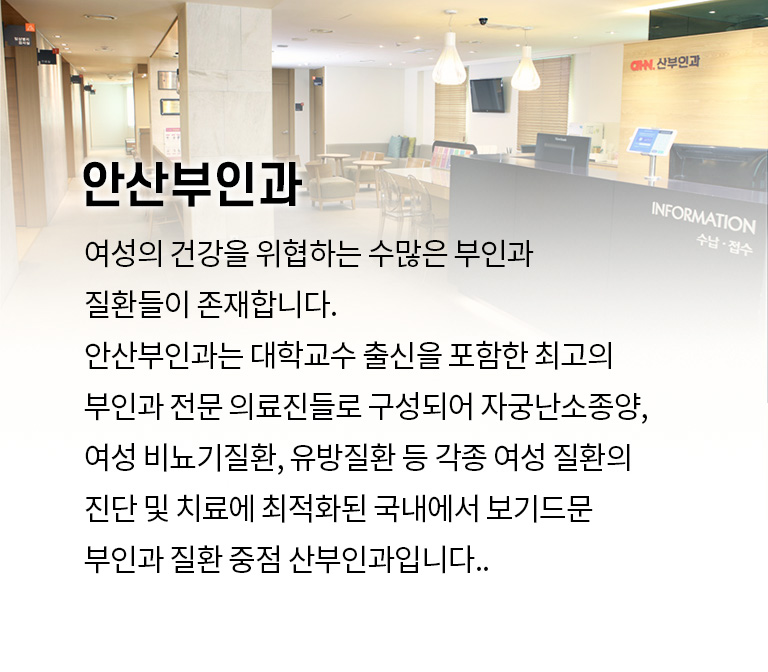 산부인과
INFORMATION
수납 · 접수
안산부인과
여성의 건강을 위협하는 수많은 부인과
질환들이 존재합니다.
안산부인과는 대학교수 출신을 포함한 최고의
부인과 전문 의료진들로 구성되어 자궁난소종양,
여성 비뇨기질환, 유방질환 등 각종 여성 질환의
진단 및 치료에 최적화된 국내에서 보기드문
부인과 질환 중점 산부인과입니다..